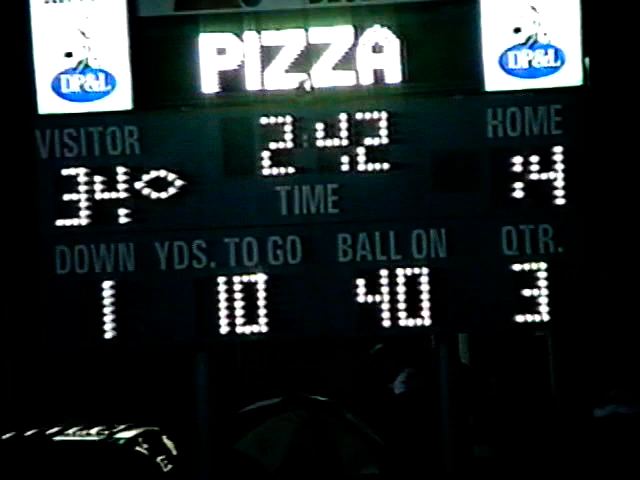 DP&L PIZZA DP&L
VISITOR 2:42 HOME
34 14
TIME
DOWN YDS. TO GO BALL ON QTR.
1 10 40 3